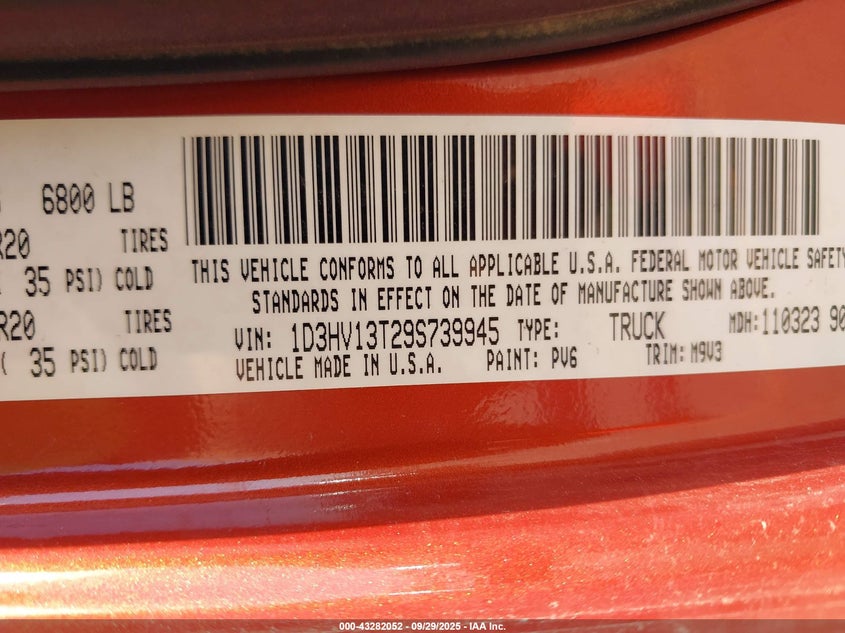 6800 LB
R20 TIRES
35 PSI) COLD
R20 TIRES
( 35 PSI) COLD
THIS VEHICLE CONFORMS TO ALL APPLICABLE U.S.A. FEDERAL MOTOR VEHICLE SAFETY
STANDARDS IN EFFECT ON THE DATE OF MANUFACTURE SHOWN ABOVE.
VIN: 1D3HV13T29S739945 TYPE: TRUCK MDH: 110323 90
VEHICLE MADE IN U.S.A. PAINT: PV6 TRIM: M9V3
000-43282052 - 09/29/2025 - IAA Inc.